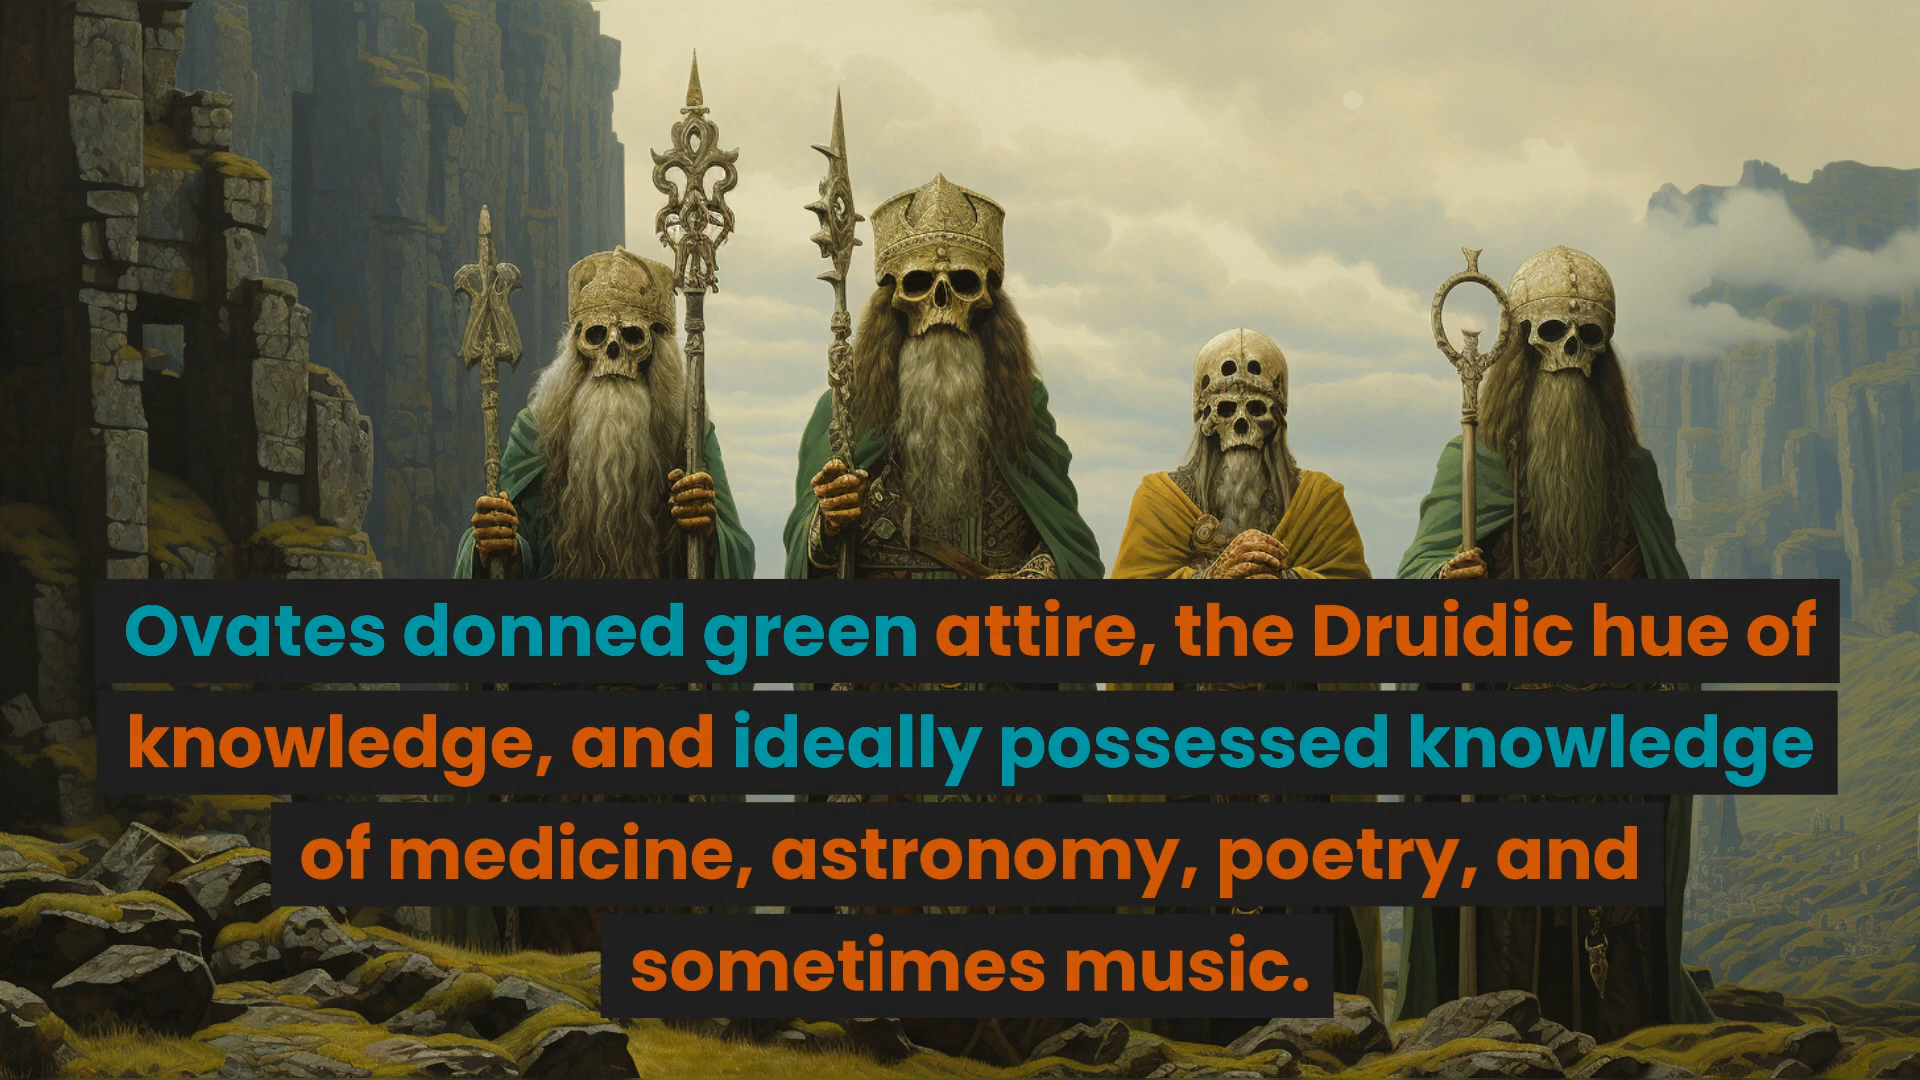 Ovates donned green attire, the Druidic hue of
knowledge, and ideally possessed knowledge
of medicine, astronomy, poetry, and
sometimes music.